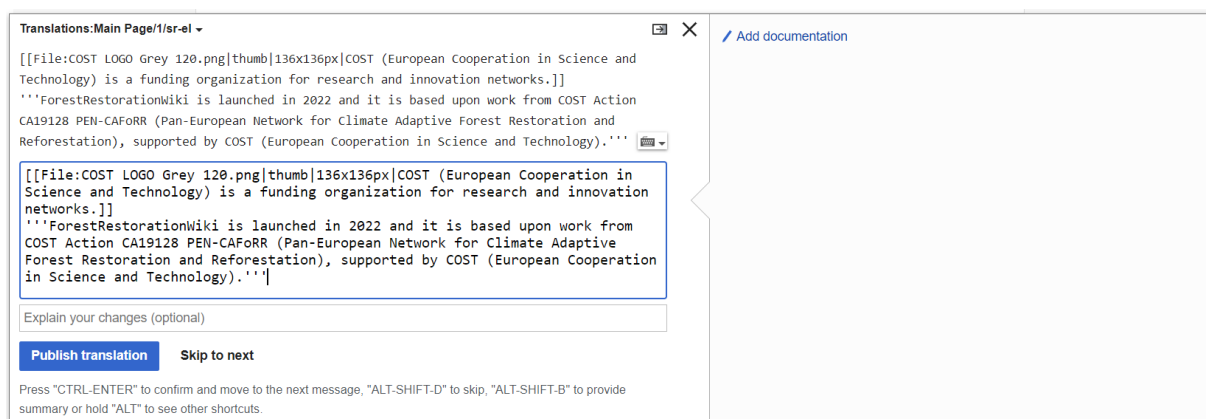 Translations:Main Page/1/sr-el
[[File:COST LOGO Grey 120.png|thumb|136x136px|COST (European Cooperation in Science and
Technology) is a funding organization for research and innovation networks.]]
'''ForestRestorationWiki is launched in 2022 and it is based upon work from COST Action
CA19128 PEN-CAFoRR (Pan-European Network for Climate Adaptive Forest Restoration and
Reforestation), supported by COST (European Cooperation in Science and Technology).'''
[[File:COST LOGO Grey 120.png|thumb|136x136px|COST (European Cooperation in
Science and Technology) is a funding organization for research and innovation
networks.]]
'''ForestRestorationWiki is launched in 2022 and it is based upon work from
COST Action CA19128 PEN-CAFoRR (Pan-European Network for Climate Adaptive
Forest Restoration and Reforestation), supported by COST (European Cooperation
in Science and Technology).'''
Explain your changes (optional)
Publish translation Skip to next
Press "CTRL-ENTER" to confirm and move to the next message, "ALT-SHIFT-D" to skip, "ALT-SHIFT-B" to provide
summary or hold "ALT" to see other shortcuts.
Add documentation